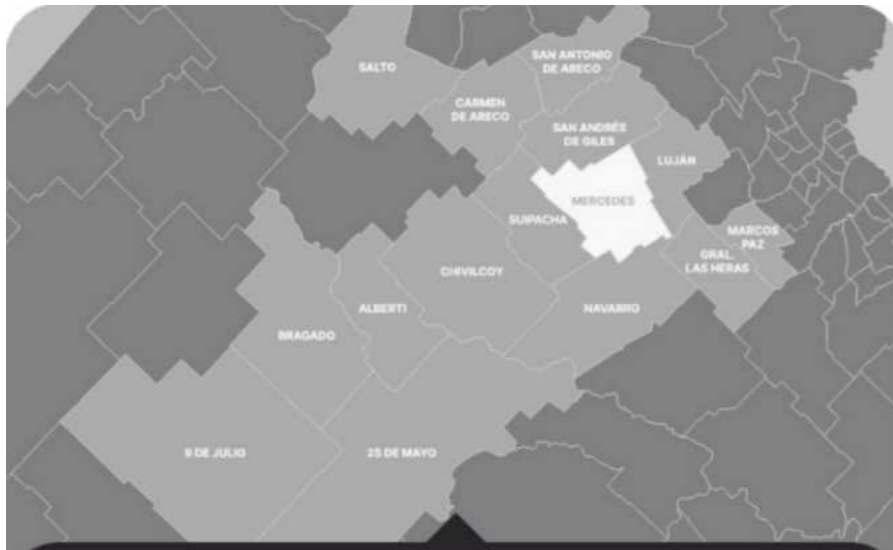 SAN ANTONIO
DE ARECO
SALTO
CARMEN
DE ARECO
SAN ANDRÉS
DE GILES
LUJÁN
MERCEDES
SUIPACHA
MARCOS
PAZ
GRAL.
LAS HERAS
CHIVILCOY
ALBERTI
NAVARRO
BRAGADO
9 DE JULIO
25 DE MAYO